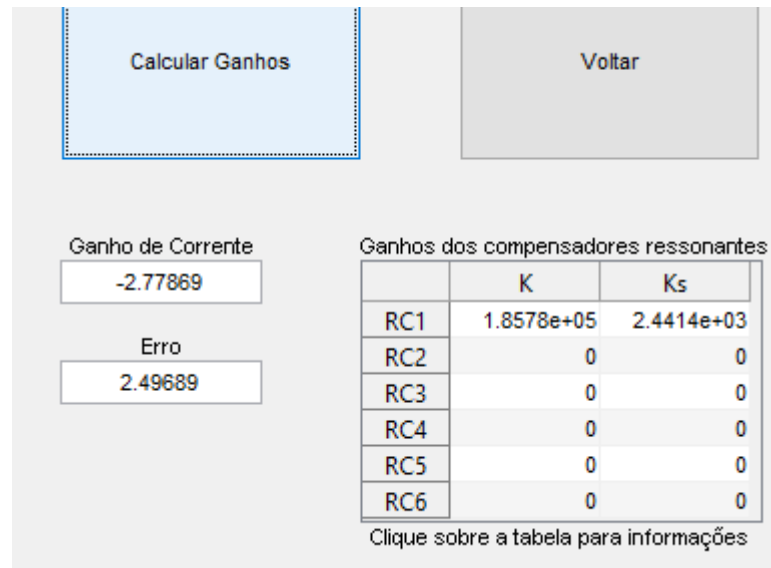 Calcular Ganhos Voltar
Ganho de Corrente
-2.77869
Erro
2.49689
Ganhos dos compensadores ressonantes
K Ks
RC1 1.8578e+05 2.4414e+03
RC2 0 0
RC3 0 0
RC4 0 0
RC5 0 0
RC6 0 0
Clique sobre a tabela para informações